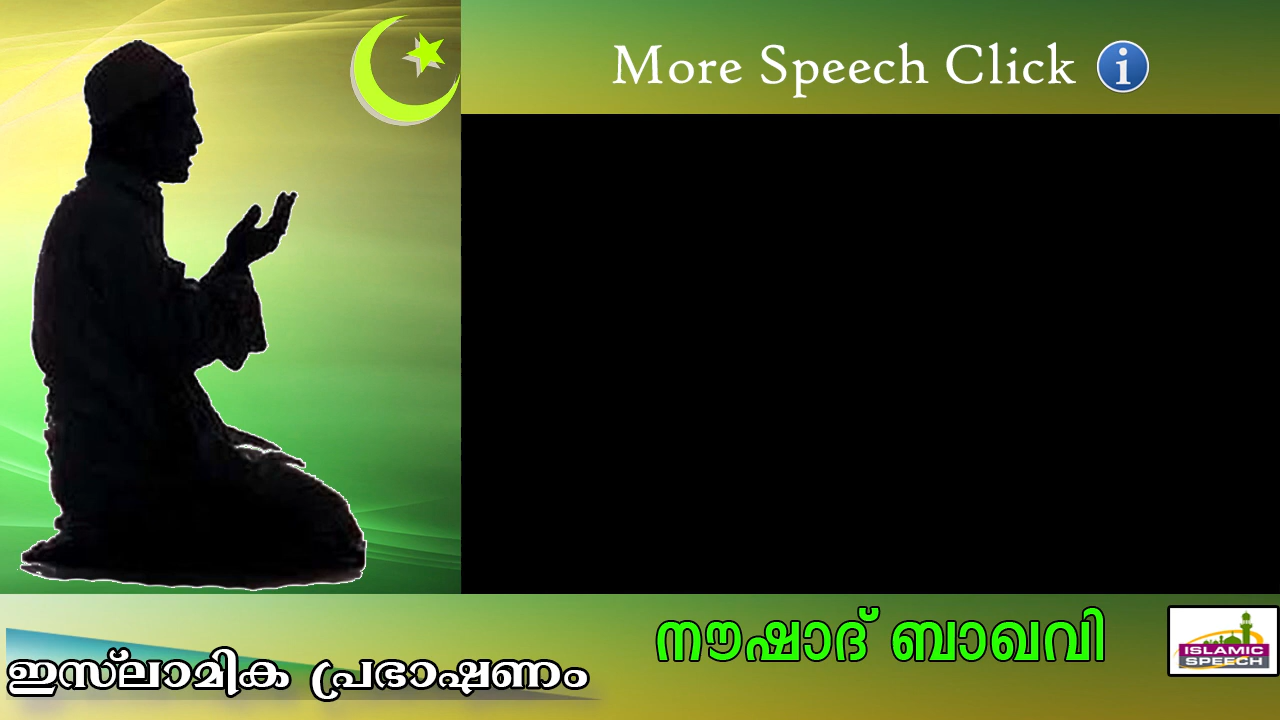 More Speech Click i
നൗഷാദ് ബാഖവി
ഇസ്ലാമിക പ്രഭാഷണം
ISLAMIC
SPEECH